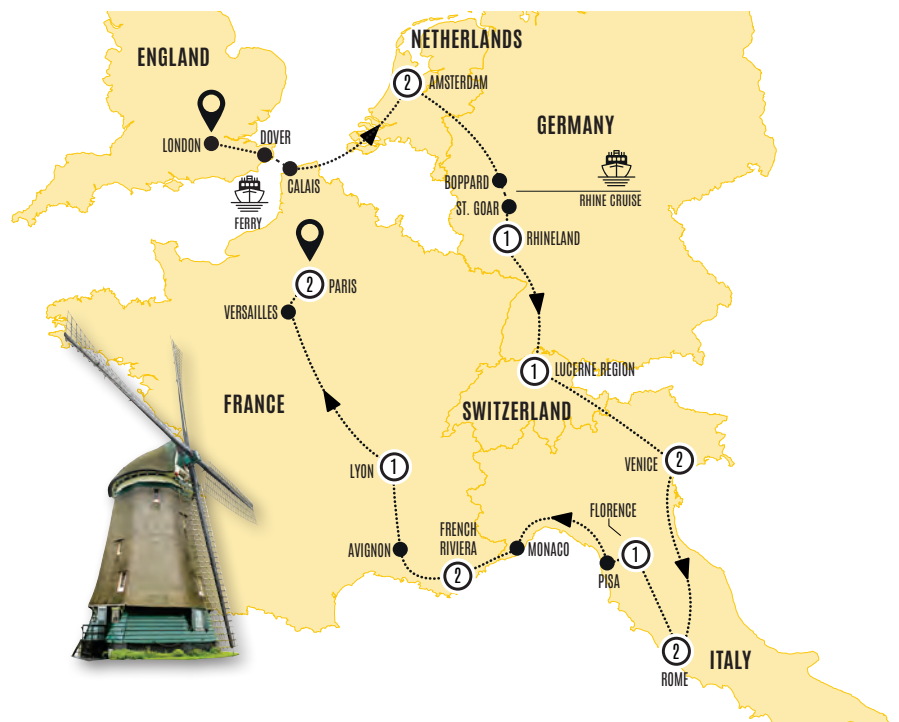 ENGLAND
NETHERLANDS
2
AMSTERDAM
GERMANY
LONDON
DOVER
CALAIS
FERRY
BOPPARD
ST. GOAR
RHINE CRUISE
1
RHINELAND
2
PARIS
VERSAILLES
1
LUCERNE REGION
FRANCE
SWITZERLAND
LYON
1
VENICE
2
FLORENCE
1
AVIGNON
FRENCH
RIVIERA
2
MONACO
PISA
2
ROME
ITALY